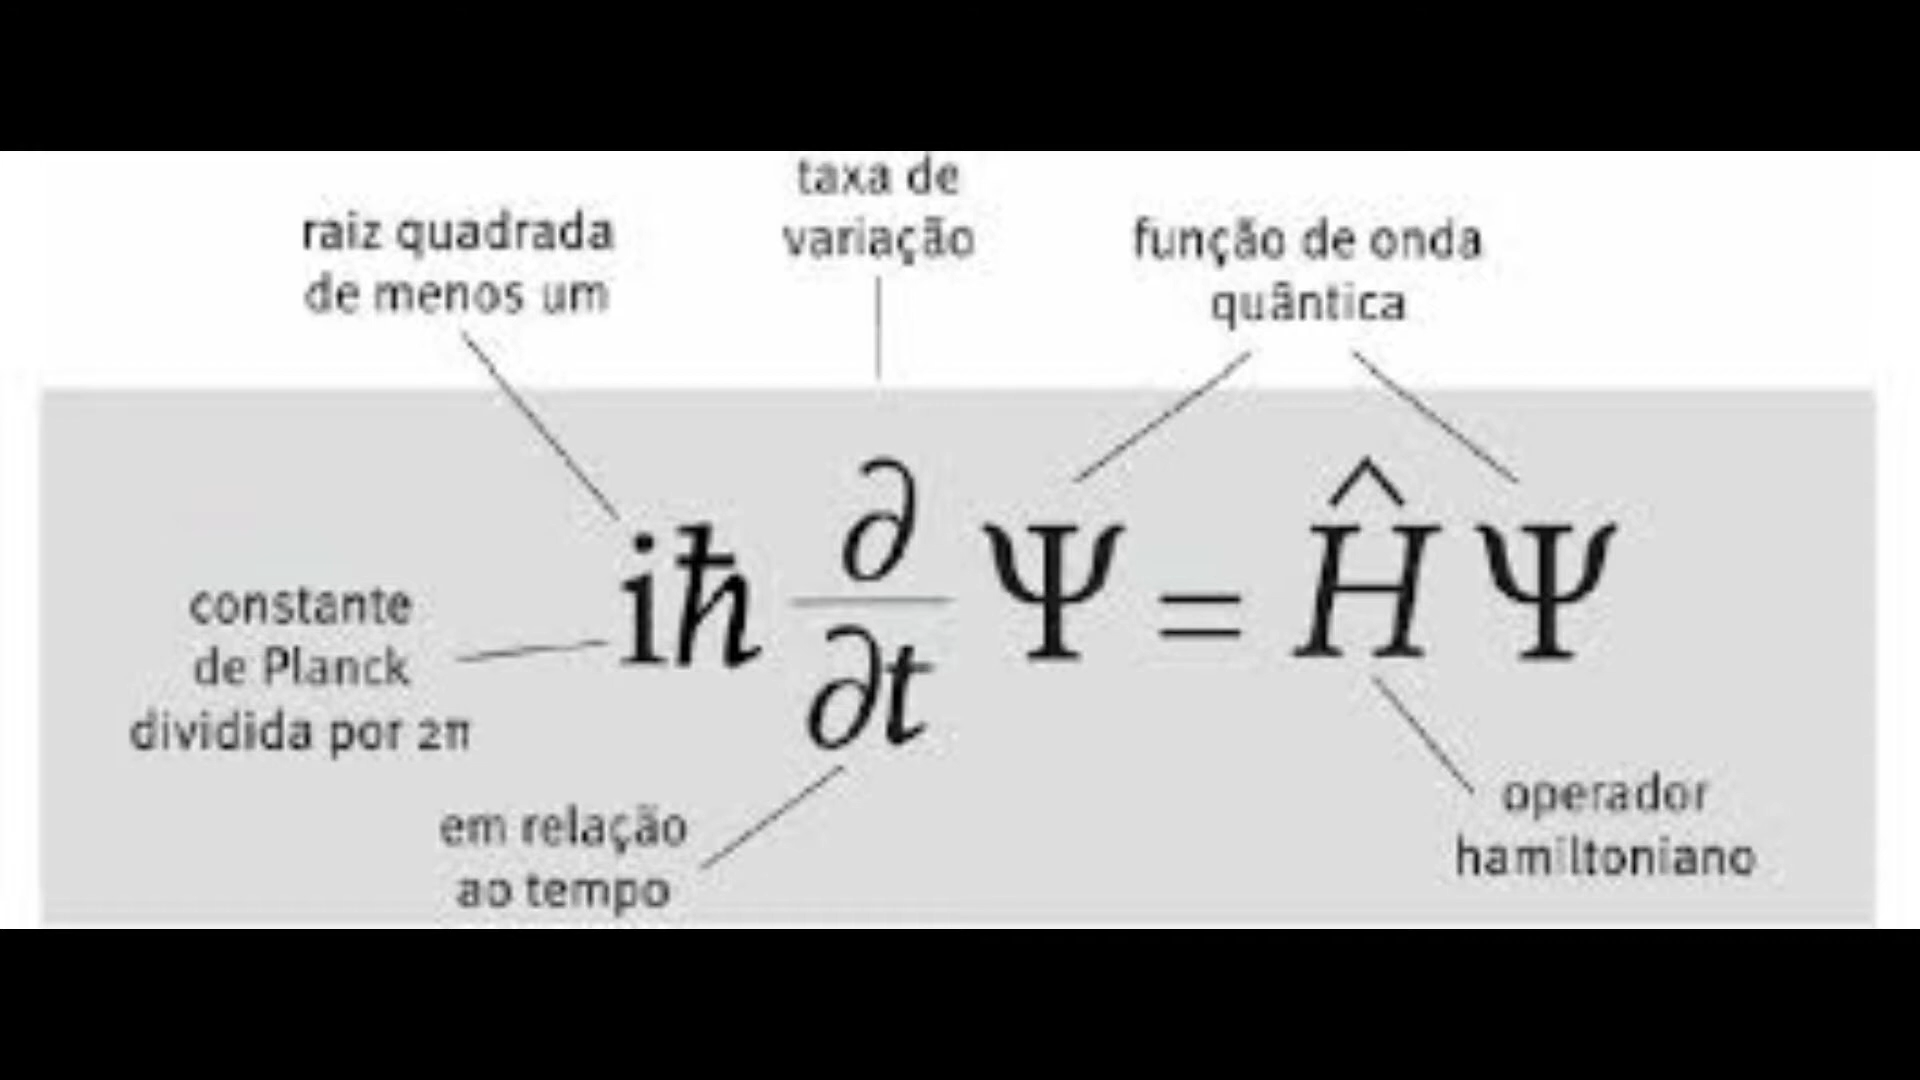 taxa de
variação
raiz quadrada
de menos um
função de onda
quântica
iħ ∂/∂t Ψ = ĤΨ
constante
de Planck
dividida por 2π
em relação
ao tempo
operador
hamiltoniano